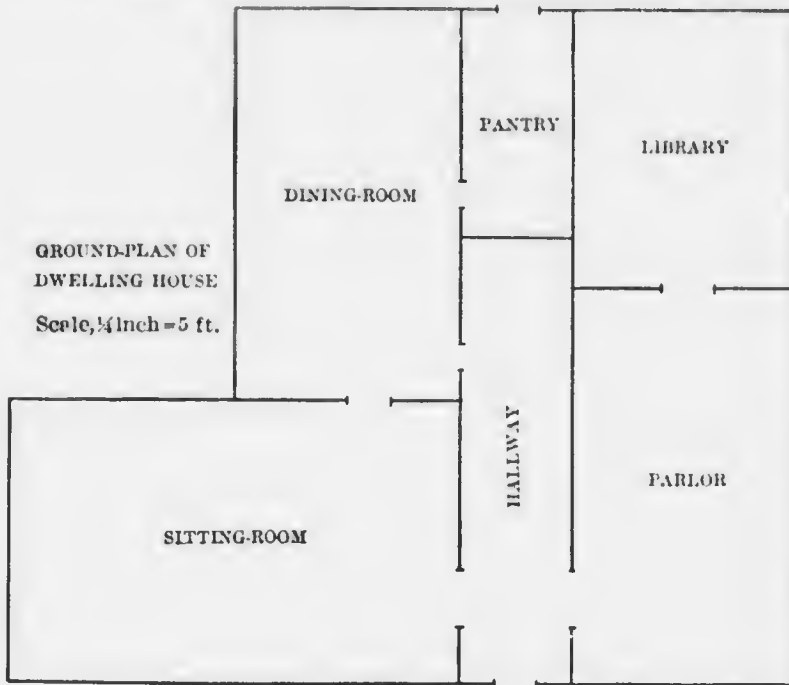 PANTRY
LIBRARY
DINING-ROOM
GROUND-PLAN OF
DWELLING HOUSE
Scale, ¼ inch = 5 ft.
HALLWAY
PARLOR
SITTING-ROOM